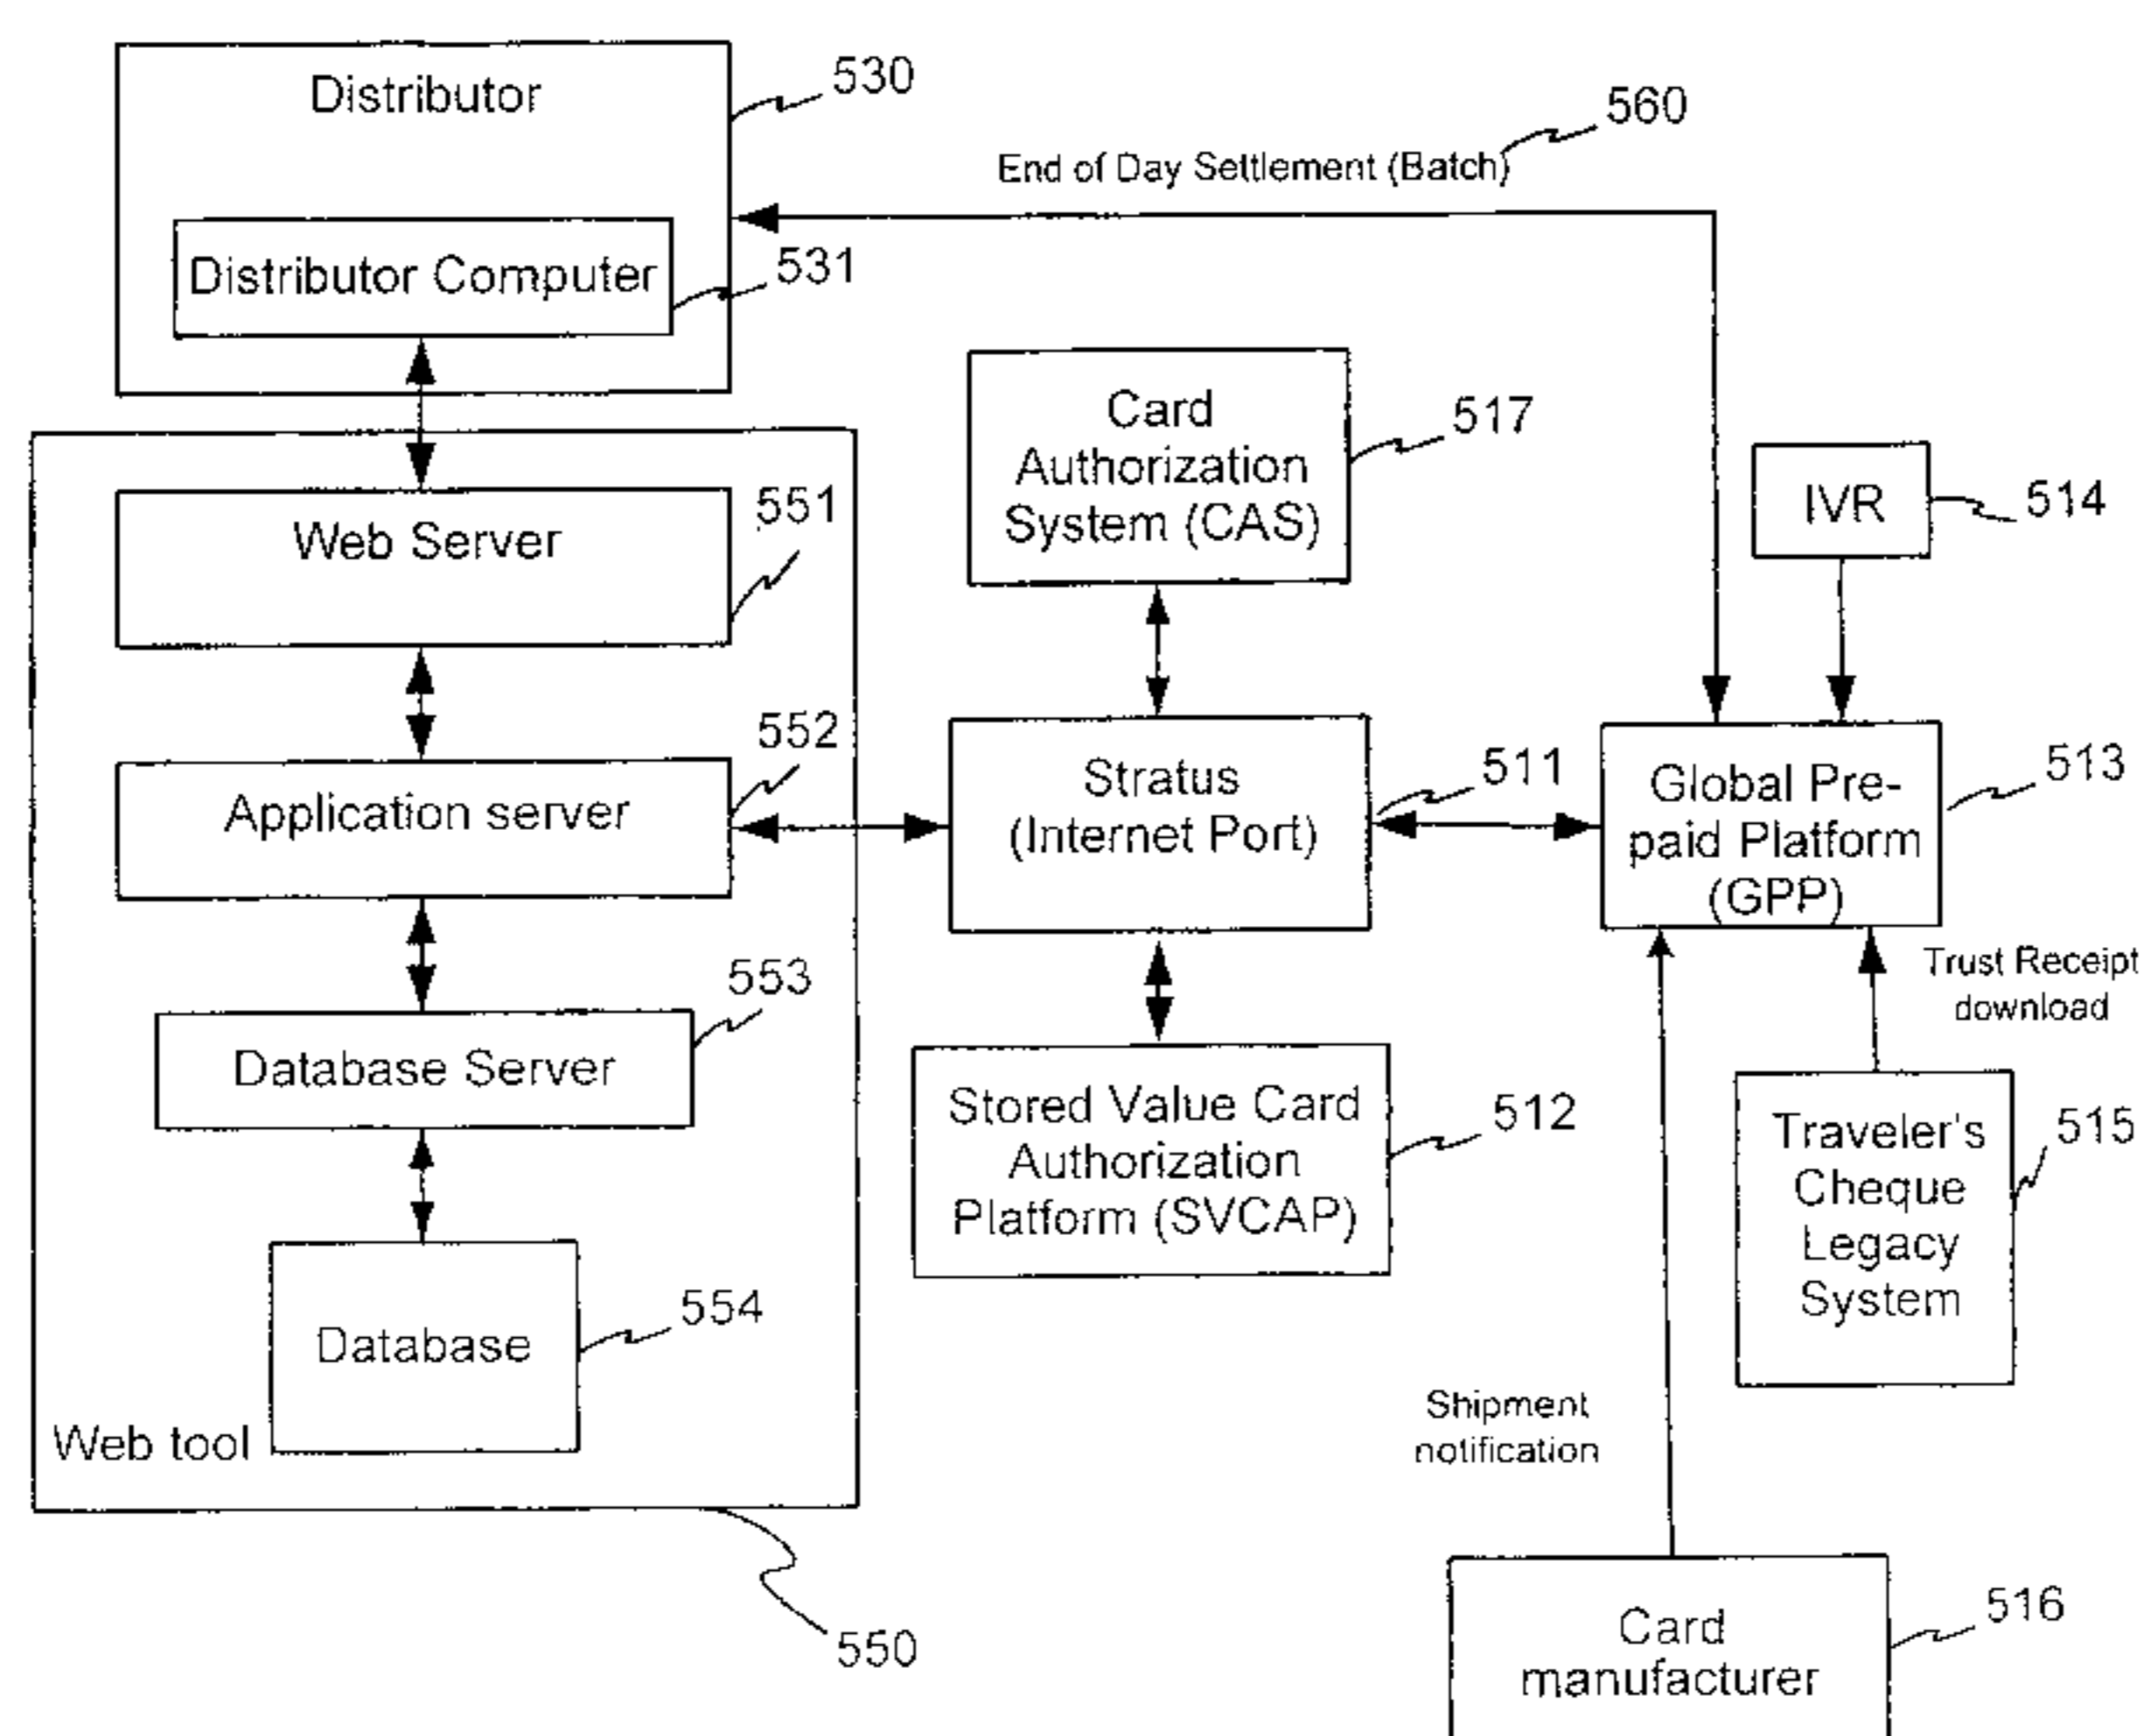 Distributor
530
560
End of Day Settlement (Batch)
Distributor Computer
531
Card
Authorization
System (CAS)
517
IVR
514
Web Server
551
552
Application server
Stratus
(Internet Port)
511
Global Pre-
paid Platform
(GPP)
513
Trust Receipt
download
553
Database Server
Stored Value Card
Authorization
Platform (SVCAP)
512
Traveler's
Cheque
Legacy
System
515
554
Database
Web tool
Shipment
notification
550
Card
manufacturer
516